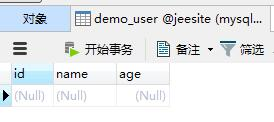 对象 demo_user @jeesite (mysql...
开始事务 备注 筛选
id name age
(Null) (Null) (Null)